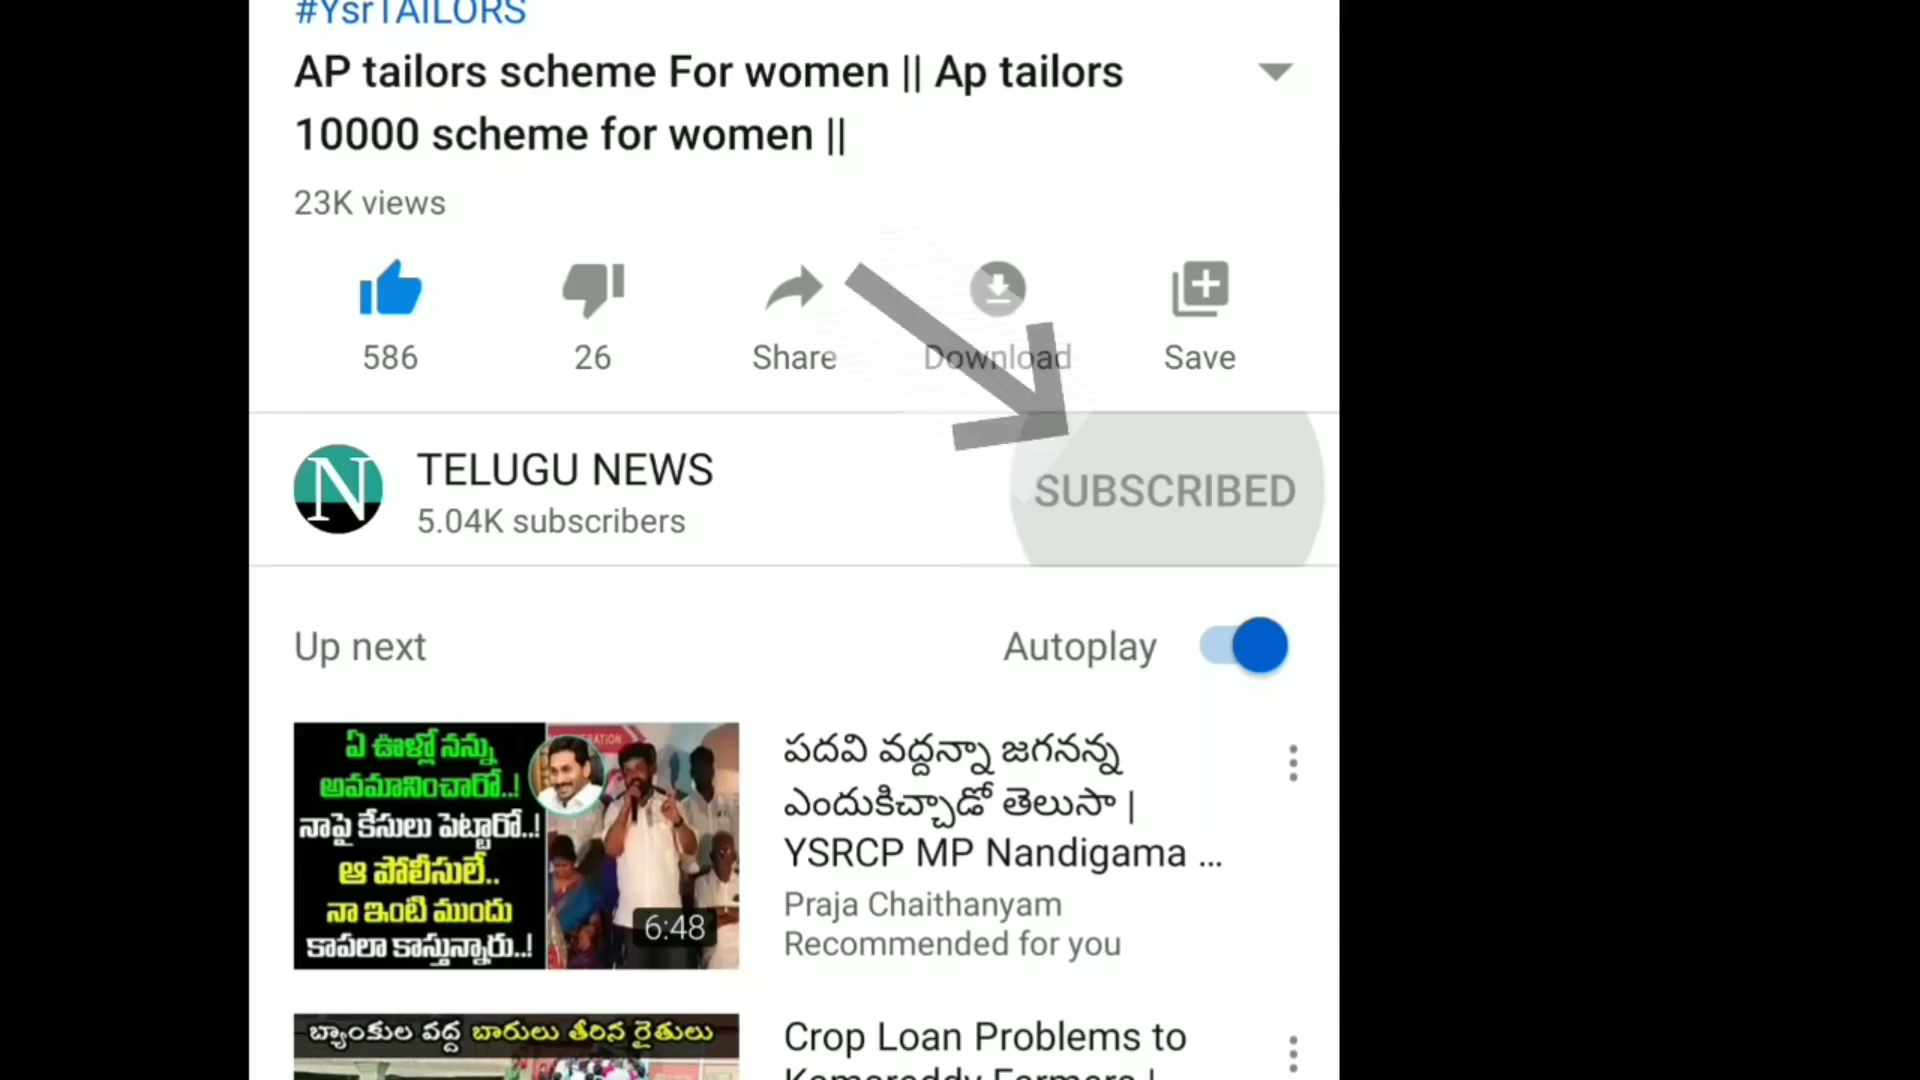 #YsrTAILORS
AP tailors scheme For women || Ap tailors
10000 scheme for women ||
23K views
586
26
Share
Download
Save
N
TELUGU NEWS
5.04K subscribers
SUBSCRIBED
Up next
Autoplay
ఏ ఊళ్లో నన్ను
అవమానించారో..!
నాపై కేసులు పెట్టారో..!
ఆ పోలీసులే..
నా ఇంటి ముందు
కాపలా కాస్తున్నారు..!
6:48
పదవి వద్దన్నా జగనన్న
ఎందుకిచ్చాడో తెలుసా |
YSRCP MP Nandigama ...
Praja Chaithanyam
Recommended for you
బ్యాంకుల వద్ద బారులు తీరిన రైతులు
Crop Loan Problems to
Kamareddy Farmers |